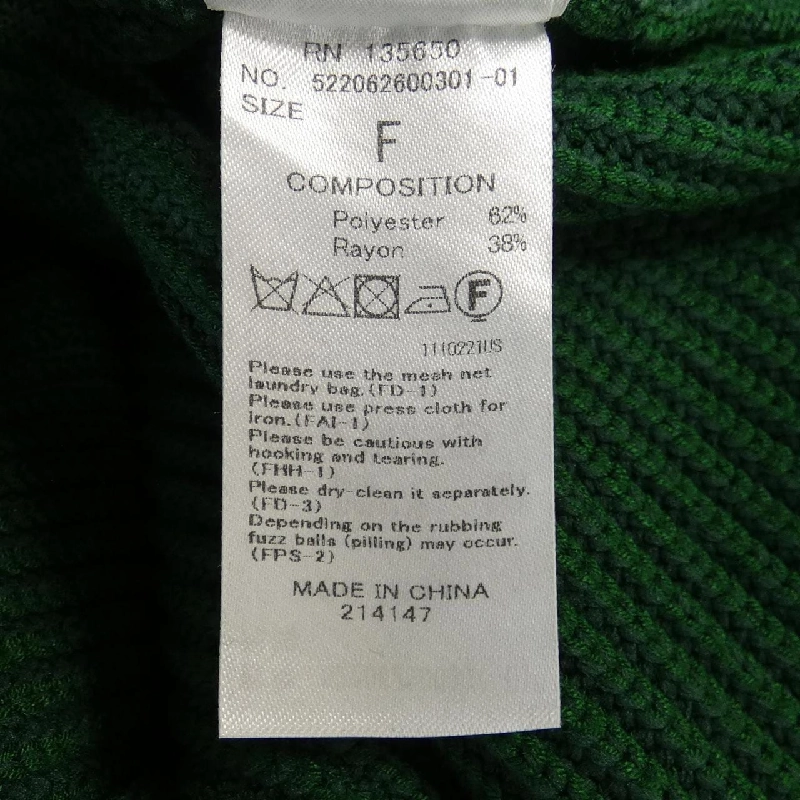 RN 135650
NO. 522062600301-01
SIZE
F
COMPOSITION
Polyester 62%
Rayon 38%
F
1110221US
Please use the mesh net
laundry bag.(FD-1)
Please use press cloth for
iron.(FAI-1)
Please be cautious with
hooking and tearing.
(FHH-1)
Please dry-clean it separately.
(FD-3)
Depending on the rubbing
fuzz balls (pilling) may occur.
(FPS-2)
MADE IN CHINA
214147